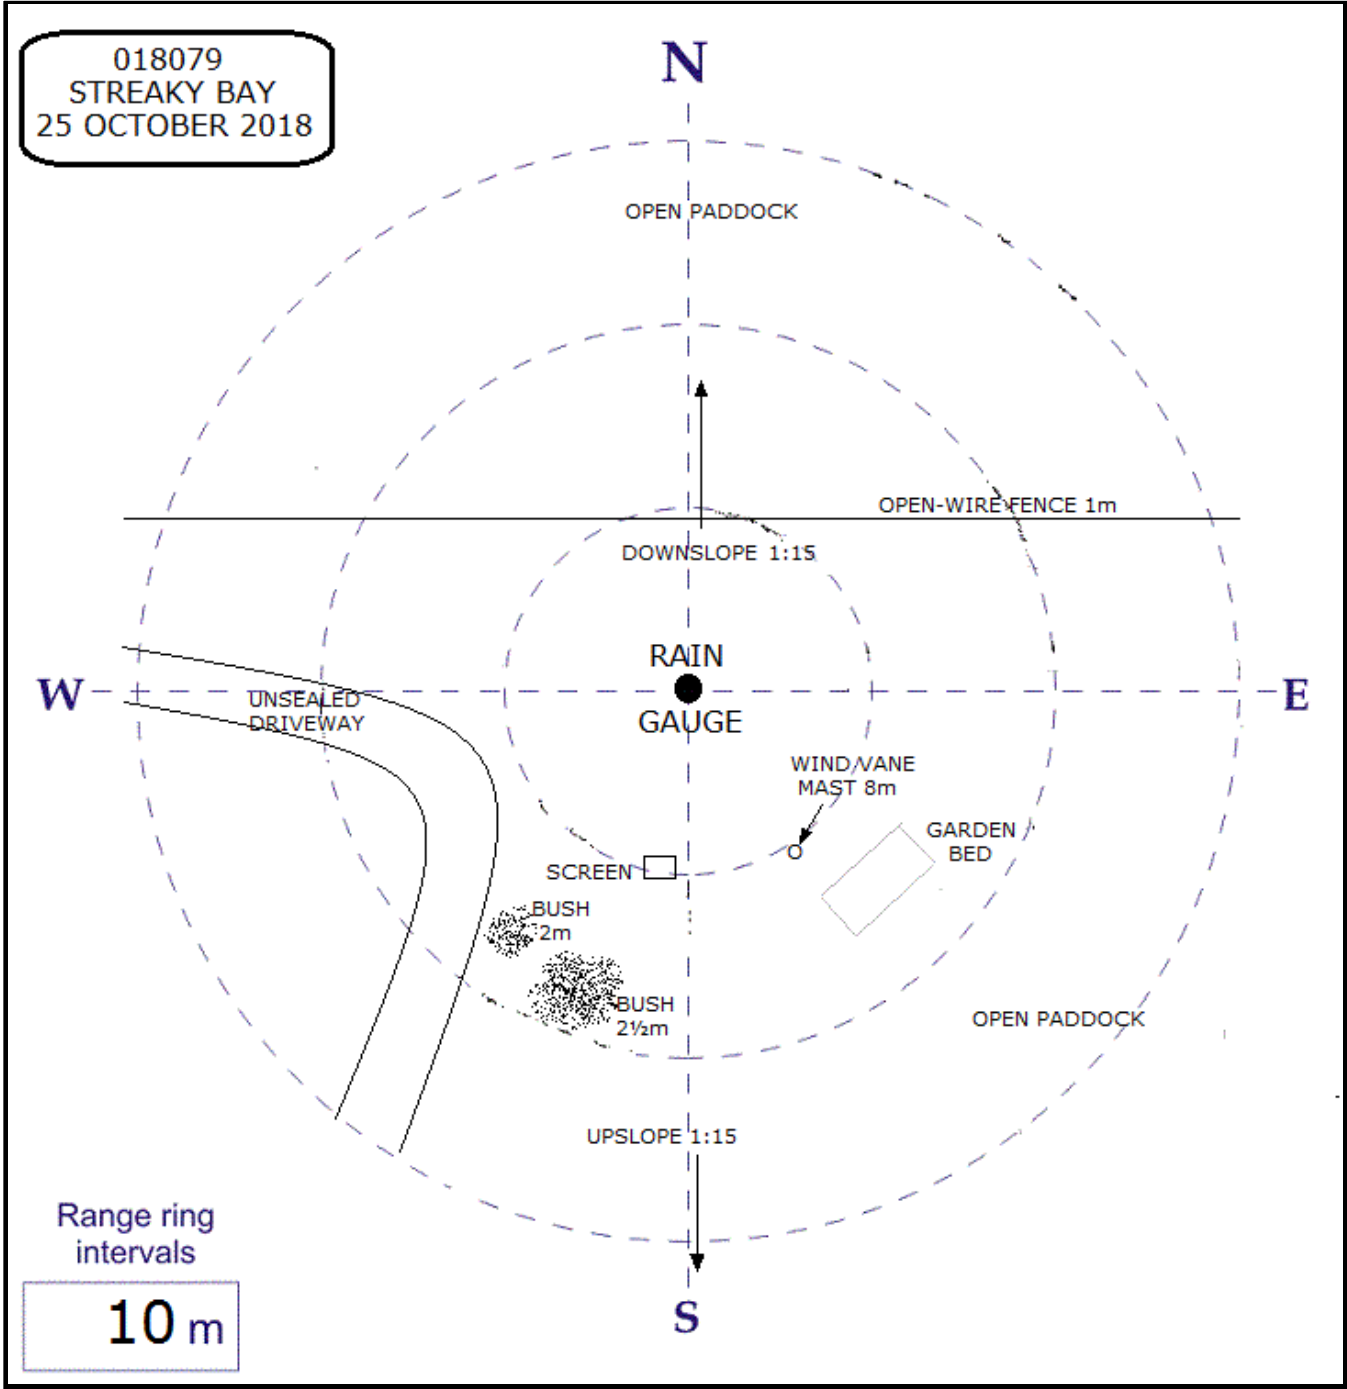 018079
STREAKY BAY
25 OCTOBER 2018
N
OPEN PADDOCK
OPEN-WIRE FENCE 1m
DOWNSLOPE 1:15
RAIN
GAUGE
W
E
UNSEALED
DRIVEWAY
WIND VANE
MAST 8m
GARDEN
BED
SCREEN
BUSH
2m
BUSH
2½m
OPEN PADDOCK
UPSLOPE 1:15
S
Range ring
intervals
10 m